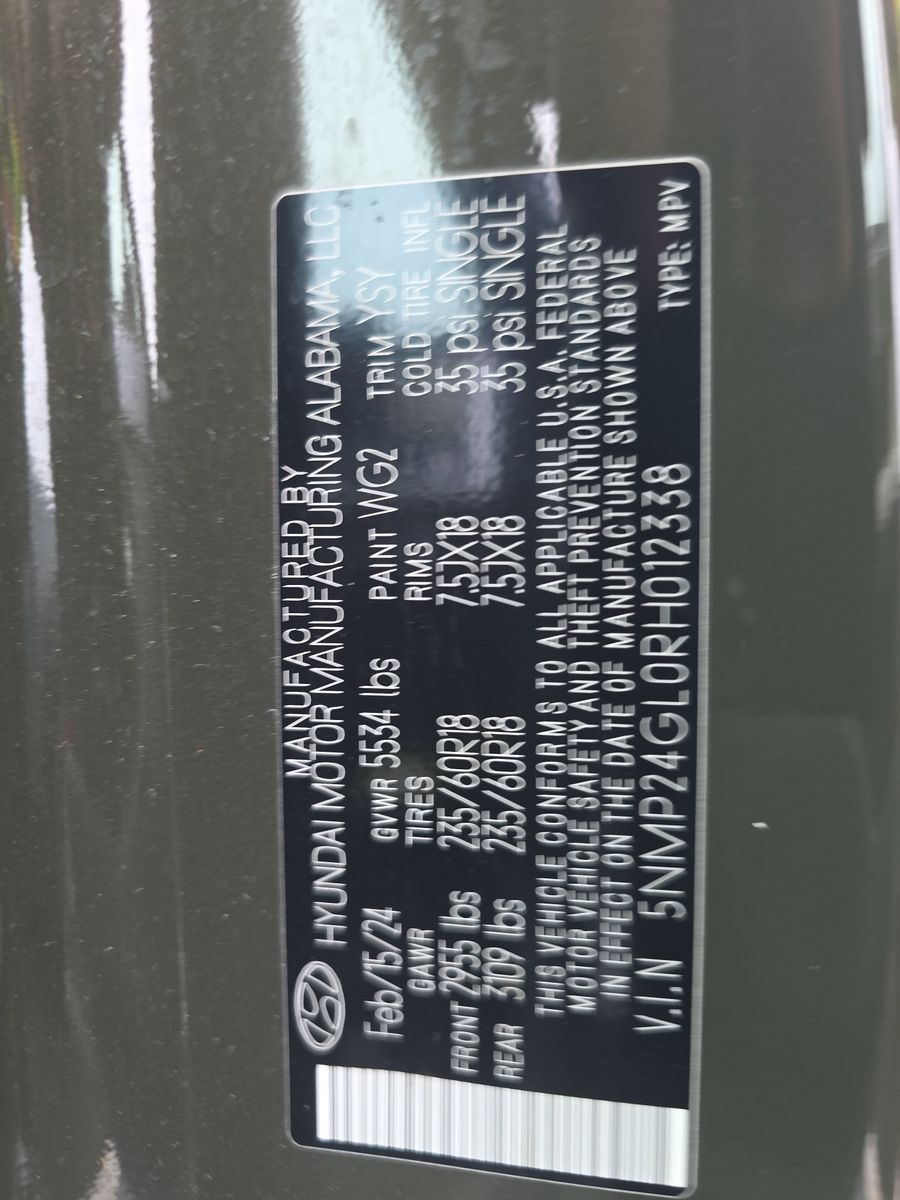 MANUFACTURED BY
HYUNDAI MOTOR MANUFACTURING ALABAMA, LLC
Feb/15/24 GVWR 5534 lbs PAINT WG2 TRIM YSY
GAWR TIRES RIMS COLD TIRE INFL
FRONT 2955 lbs 235/60R18 7.5JX18 35 psi SINGLE
REAR 3109 lbs 235/60R18 7.5JX18 35 psi SINGLE
THIS VEHICLE CONFORMS TO ALL APPLICABLE U.S.A. FEDERAL
MOTOR VEHICLE SAFETY AND THEFT PREVENTION STANDARDS
IN EFFECT ON THE DATE OF MANUFACTURE SHOWN ABOVE
V.I.N 5NMP24GL0RH012338 TYPE: MPV